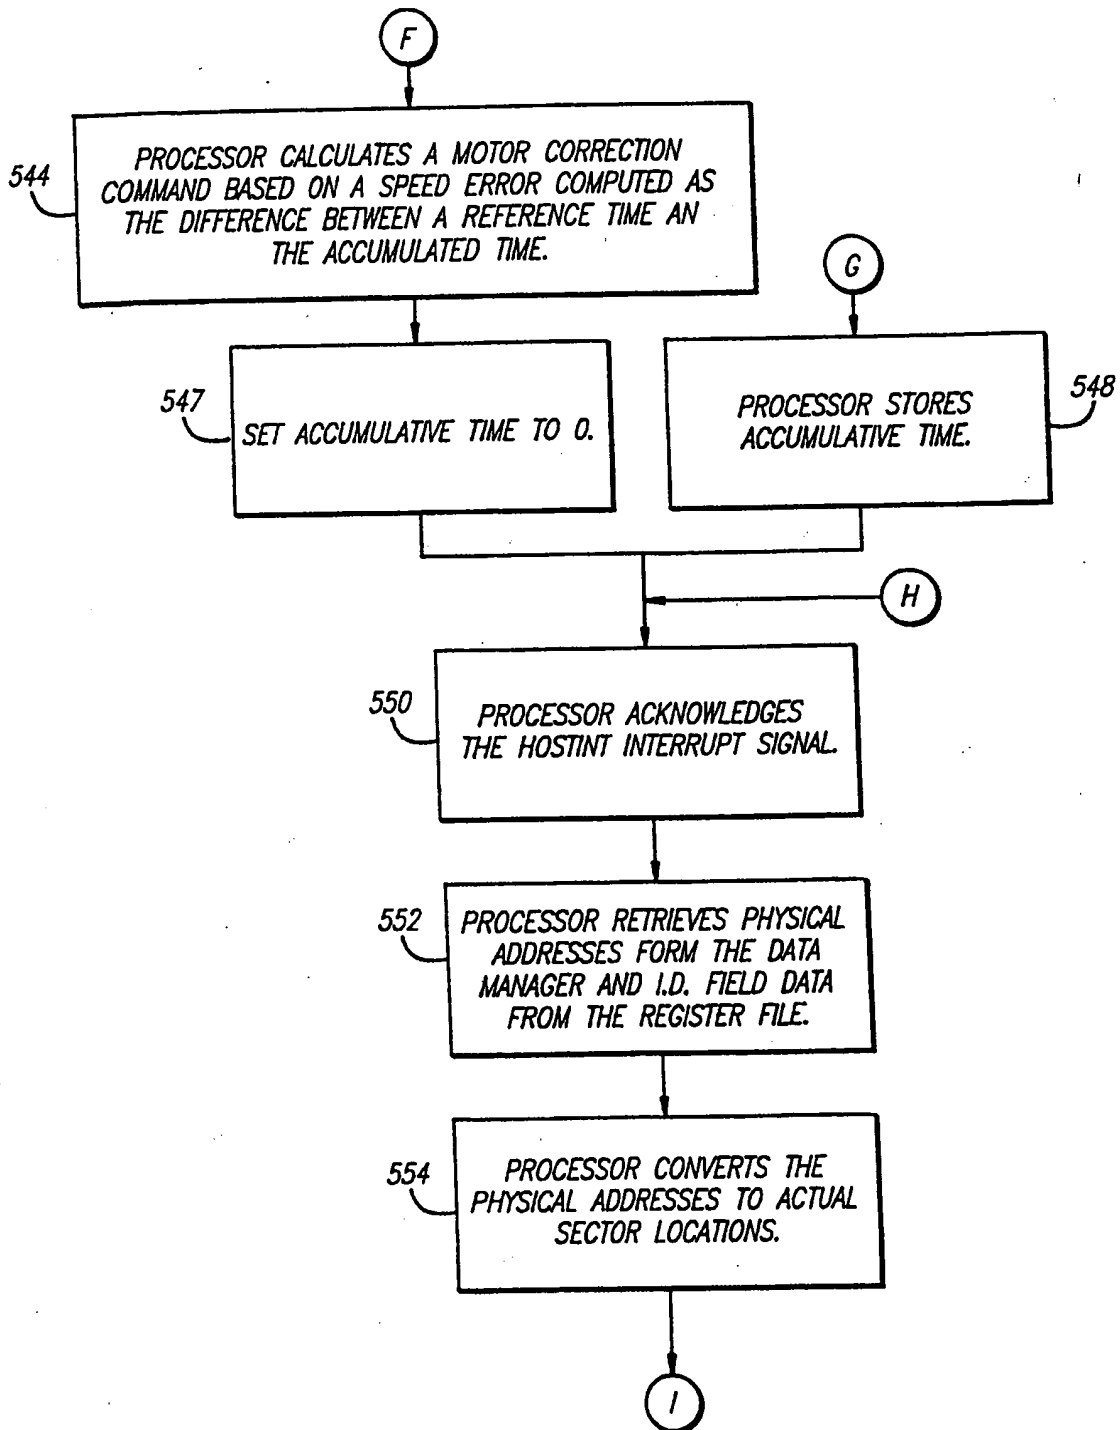 F
544
PROCESSOR CALCULATES A MOTOR CORRECTION
COMMAND BASED ON A SPEED ERROR COMPUTED AS
THE DIFFERENCE BETWEEN A REFERENCE TIME AN
THE ACCUMULATED TIME.
G
547
SET ACCUMULATIVE TIME TO 0.
PROCESSOR STORES
ACCUMULATIVE TIME.
548
H
550
PROCESSOR ACKNOWLEDGES
THE HOSTINT INTERRUPT SIGNAL.
552
PROCESSOR RETRIEVES PHYSICAL
ADDRESSES FORM THE DATA
MANAGER AND I.D. FIELD DATA
FROM THE REGISTER FILE.
554
PROCESSOR CONVERTS THE
PHYSICAL ADDRESSES TO ACTUAL
SECTOR LOCATIONS.
I